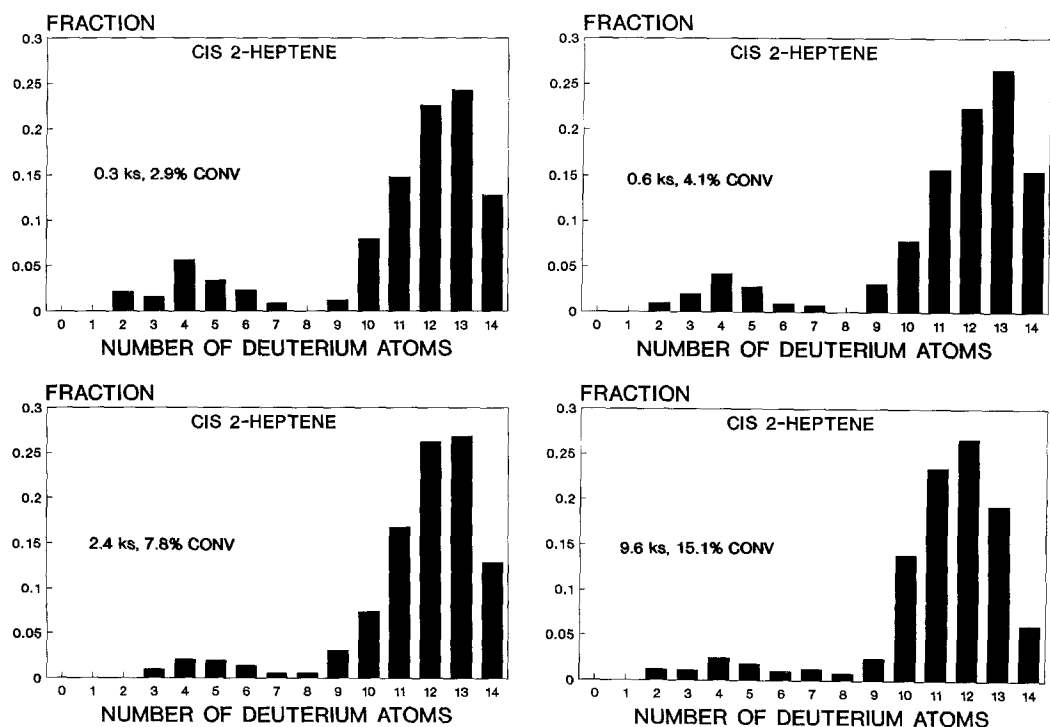 FRACTION
0.3
CIS 2-HEPTENE
0.25
0.2
0.3 ks, 2.9% CONV
0.15
0.1
0.05
0
0 1 2 3 4 5 6 7 8 9 10 11 12 13 14
NUMBER OF DEUTERIUM ATOMS
FRACTION
0.3
CIS 2-HEPTENE
0.25
0.2
0.6 ks, 4.1% CONV
0.15
0.1
0.05
0
0 1 2 3 4 5 6 7 8 9 10 11 12 13 14
NUMBER OF DEUTERIUM ATOMS
FRACTION
0.3
CIS 2-HEPTENE
0.25
0.2
2.4 ks, 7.8% CONV
0.15
0.1
0.05
0
0 1 2 3 4 5 6 7 8 9 10 11 12 13 14
NUMBER OF DEUTERIUM ATOMS
FRACTION
0.3
CIS 2-HEPTENE
0.25
0.2
9.6 ks, 15.1% CONV
0.15
0.1
0.05
0
0 1 2 3 4 5 6 7 8 9 10 11 12 13 14
NUMBER OF DEUTERIUM ATOMS